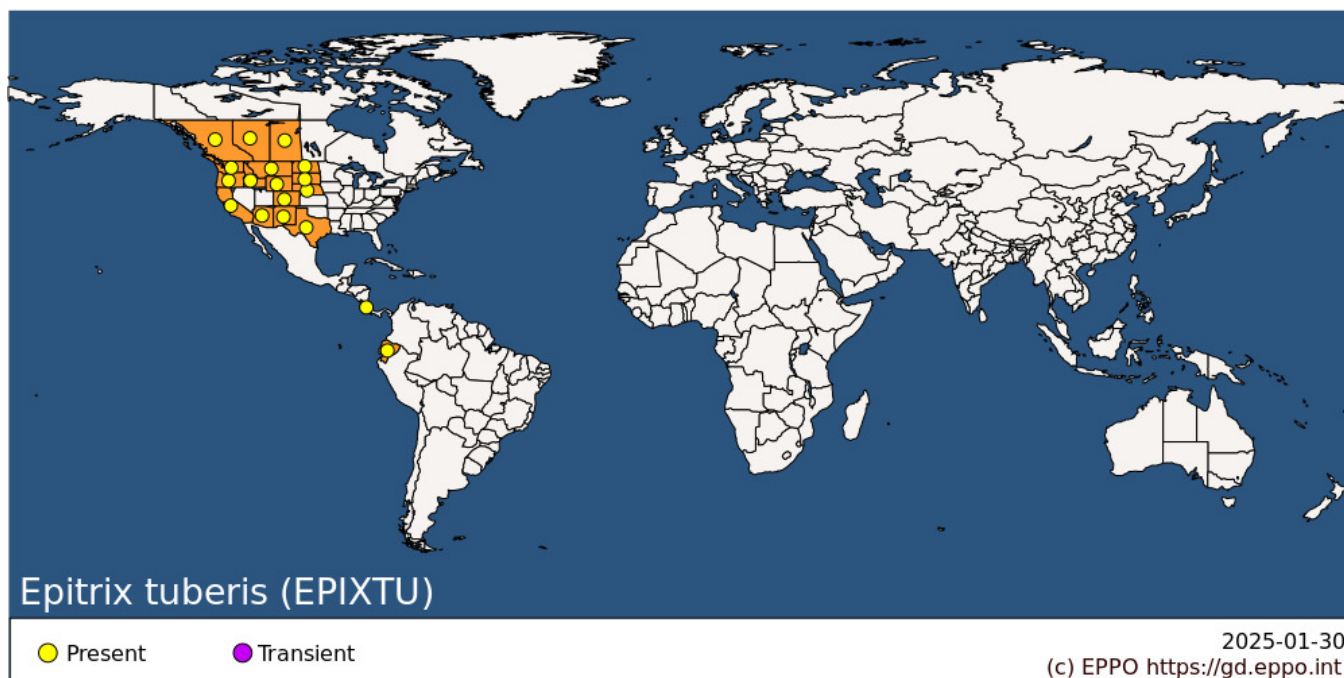 Epitrix tuberis (EPIXTU)
Present
Transient
2025-01-30
(c) EPPO https://gd.eppo.int